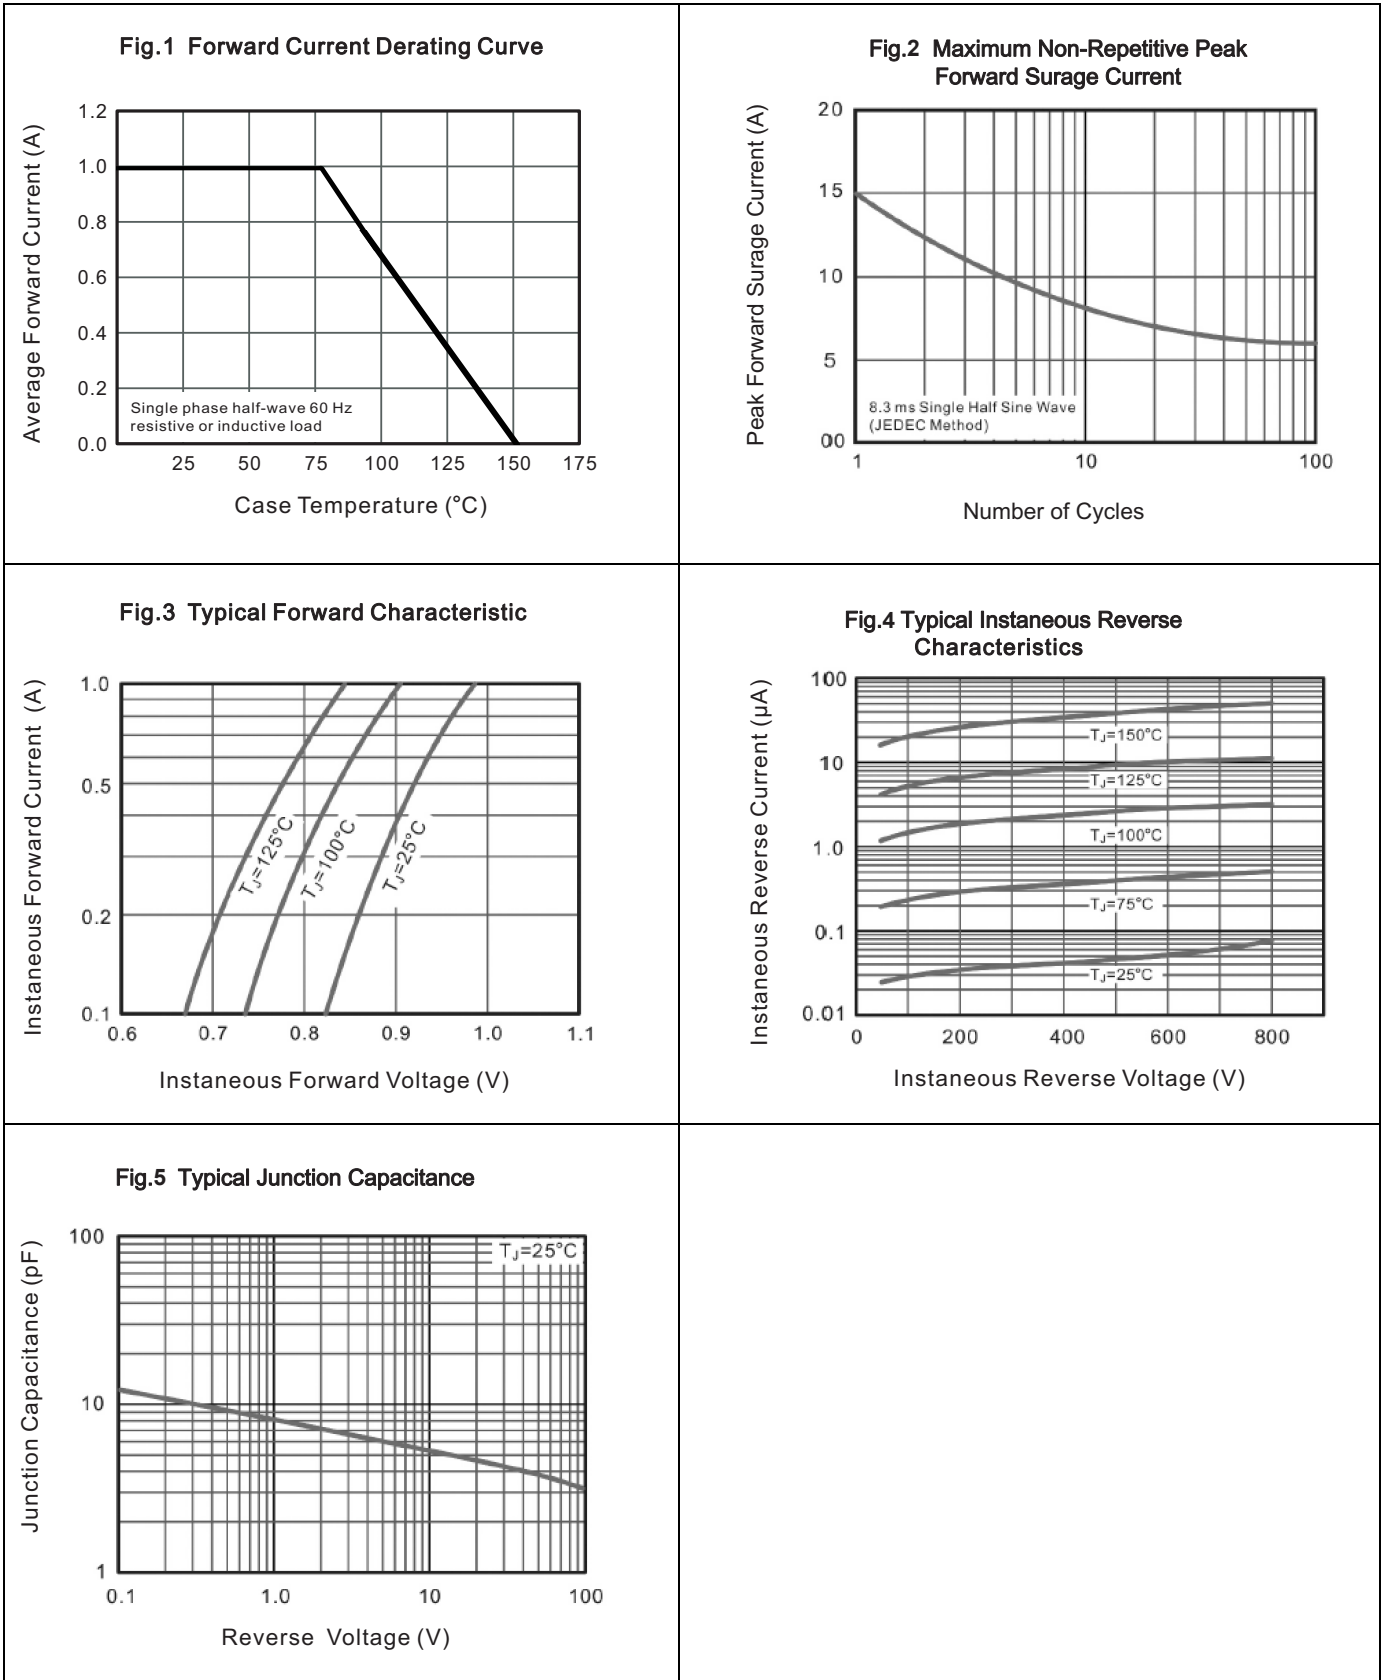 Fig.1 Forward Current Derating Curve
Average Forward Current (A)
1.2
1.0
0.8
0.6
0.4
0.2
0.0
Single phase half-wave 60 Hz
resistive or inductive load
25 50 75 100 125 150 175
Case Temperature (°C)
Fig.2 Maximum Non-Repetitive Peak
Forward Surage Current
Peak Forward Surage Current (A)
20
15
10
5
00
8.3 ms Single Half Sine Wave
(JEDEC Method)
1 10 100
Number of Cycles
Fig.3 Typical Forward Characteristic
Instaneous Forward Current (A)
1.0
0.5
0.2
0.1
TJ=125°C
TJ=100°C
TJ=25°C
0.6 0.7 0.8 0.9 1.0 1.1
Instaneous Forward Voltage (V)
Fig.4 Typical Instaneous Reverse
Characteristics
Instaneous Reverse Current (μA)
100
10
1.0
0.1
0.01
TJ=150°C
TJ=125°C
TJ=100°C
TJ=75°C
TJ=25°C
0 200 400 600 800
Instaneous Reverse Voltage (V)
Fig.5 Typical Junction Capacitance
Junction Capacitance (pF)
100
10
1
TJ=25°C
0.1 1.0 10 100
Reverse Voltage (V)